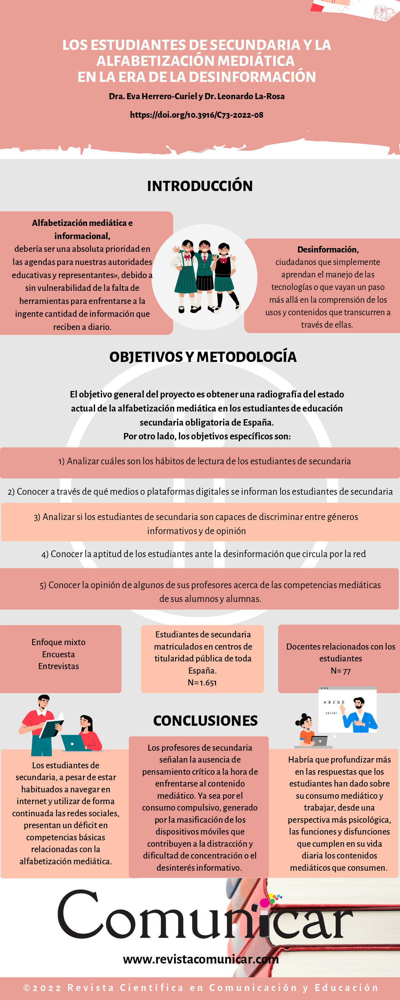 LOS ESTUDIANTES DE SECUNDARIA Y LA
ALFABETIZACIÓN MEDIÁTICA
EN LA ERA DE LA DESINFORMACIÓN
Dra. Eva Herrero-Curiel y Dr. Leonardo La-Rosa
https://doi.org/10.3916/C73-2022-08
INTRODUCCIÓN
Alfabetización mediática e
informacional,
debería ser una absoluta prioridad en
las agendas para nuestras autoridades
educativas y representantes», debido a
sin vulnerabilidad de la falta de
herramientas para enfrentarse a la
ingente cantidad de información que
reciben a diario.
Desinformación,
ciudadanos que simplemente
aprendan el manejo de las
tecnologías o que vayan un paso
más allá en la comprensión de los
usos y contenidos que transcurren a
través de ellas.
OBJETIVOS Y METODOLOGÍA
El objetivo general del proyecto es obtener una radiografía del estado
actual de la alfabetización mediática en los estudiantes de educación
secundaria obligatoria de España.
Por otro lado, los objetivos específicos son:
1) Analizar cuáles son los hábitos de lectura de los estudiantes de secundaria
2) Conocer a través de qué medios o plataformas digitales se informan los estudiantes de secundaria
3) Analizar si los estudiantes de secundaria son capaces de discriminar entre géneros
informativos y de opinión
4) Conocer la aptitud de los estudiantes ante la desinformación que circula por la red
5) Conocer la opinión de algunos de sus profesores acerca de las competencias mediáticas
de sus alumnos y alumnas.
Enfoque mixto
Encuesta
Entrevistas
Estudiantes de secundaria
matriculados en centros de
titularidad pública de toda
España.
N= 1.651
Docentes relacionados con los
estudiantes
N= 77
A B C D E
12+13=
CONCLUSIONES
Los estudiantes de
secundaria, a pesar de estar
habituados a navegar en
internet y utilizar de forma
continuada las redes sociales,
presentan un déficit en
competencias básicas
relacionadas con la
alfabetización mediática.
Los profesores de secundaria
señalan la ausencia de
pensamiento crítico a la hora de
enfrentarse al contenido
mediático. Ya sea por el
consumo compulsivo, generado
por la masificación de los
dispositivos móviles que
contribuyen a la distracción y
dificultad de concentración o el
desinterés informativo.
Habría que profundizar más
en las respuestas que los
estudiantes han dado sobre
su consumo mediático y
trabajar, desde una
perspectiva más psicológica,
las funciones y disfunciones
que cumplen en su vida
diaria los contenidos
mediáticos que consumen.
Comunicar
www.revistacomunicar.com
©2022 Revista Científica en Comunicación y Educación